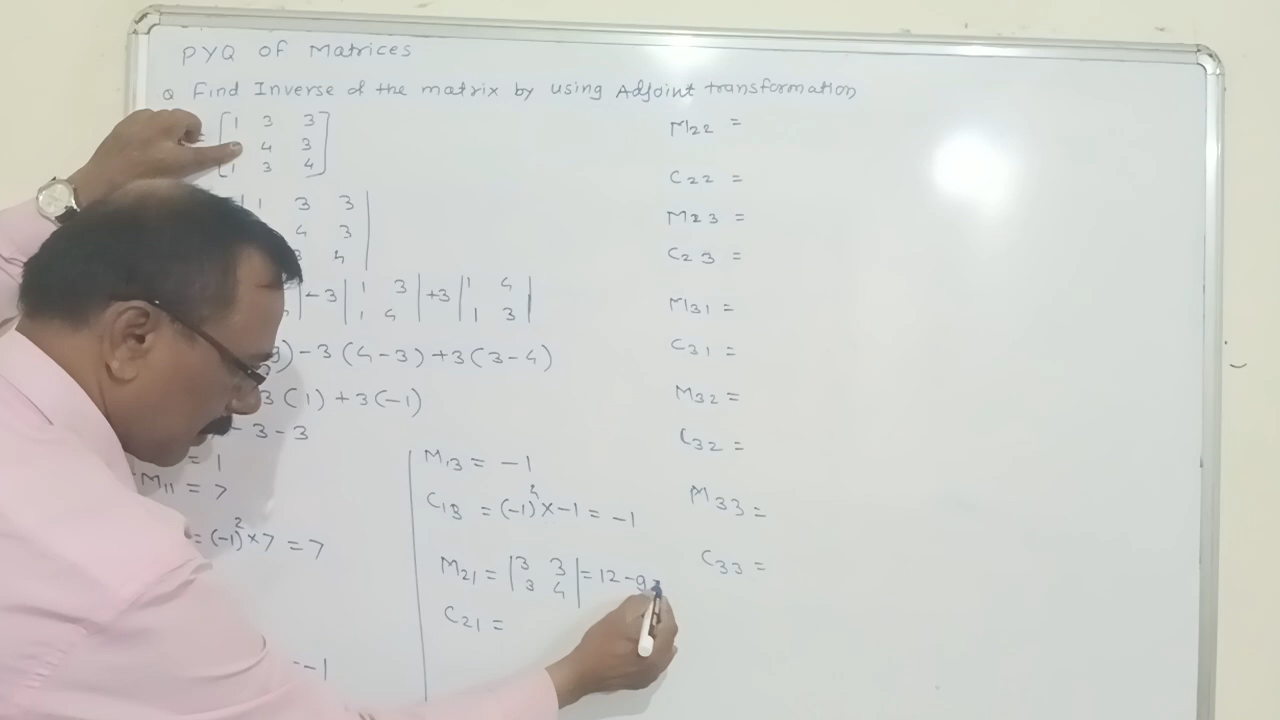 PYQ of Matrices
Q Find Inverse of the matrix by using Adjoint transformation
= [1 3 3
4 3
1 3 4]
|1 3 3
4 3
3 4|
| -3 |1 3 | +3 |1 4 |
|1 4 | |1 3 |
9) -3 (4-3) +3 (3-4)
3 (1) + 3(-1)
- 3 - 3
= 1
M11 = 7
= (-1)² × 7 = 7
- -1
M13 = -1
C13 = (-1)⁴ × -1 = -1
M21 = |3 3
3 4| = 12 - 9
C21 =
M22 =
C22 =
M23 =
C23 =
M31 =
C31 =
M32 =
C32 =
M33 =
C33 =